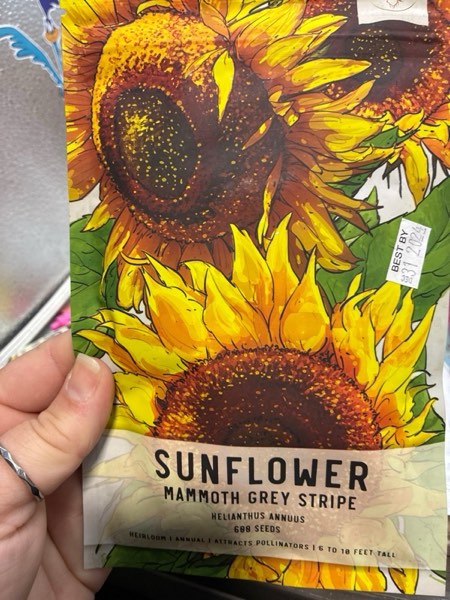 BEST BY
31 2024
SUNFLOWER
MAMMOTH GREY STRIPE
HELIANTHUS ANNUUS
600 SEEDS
HEIRLOOM | ANNUAL | ATTRACTS POLLINATORS | 6 TO 10 FEET TALL